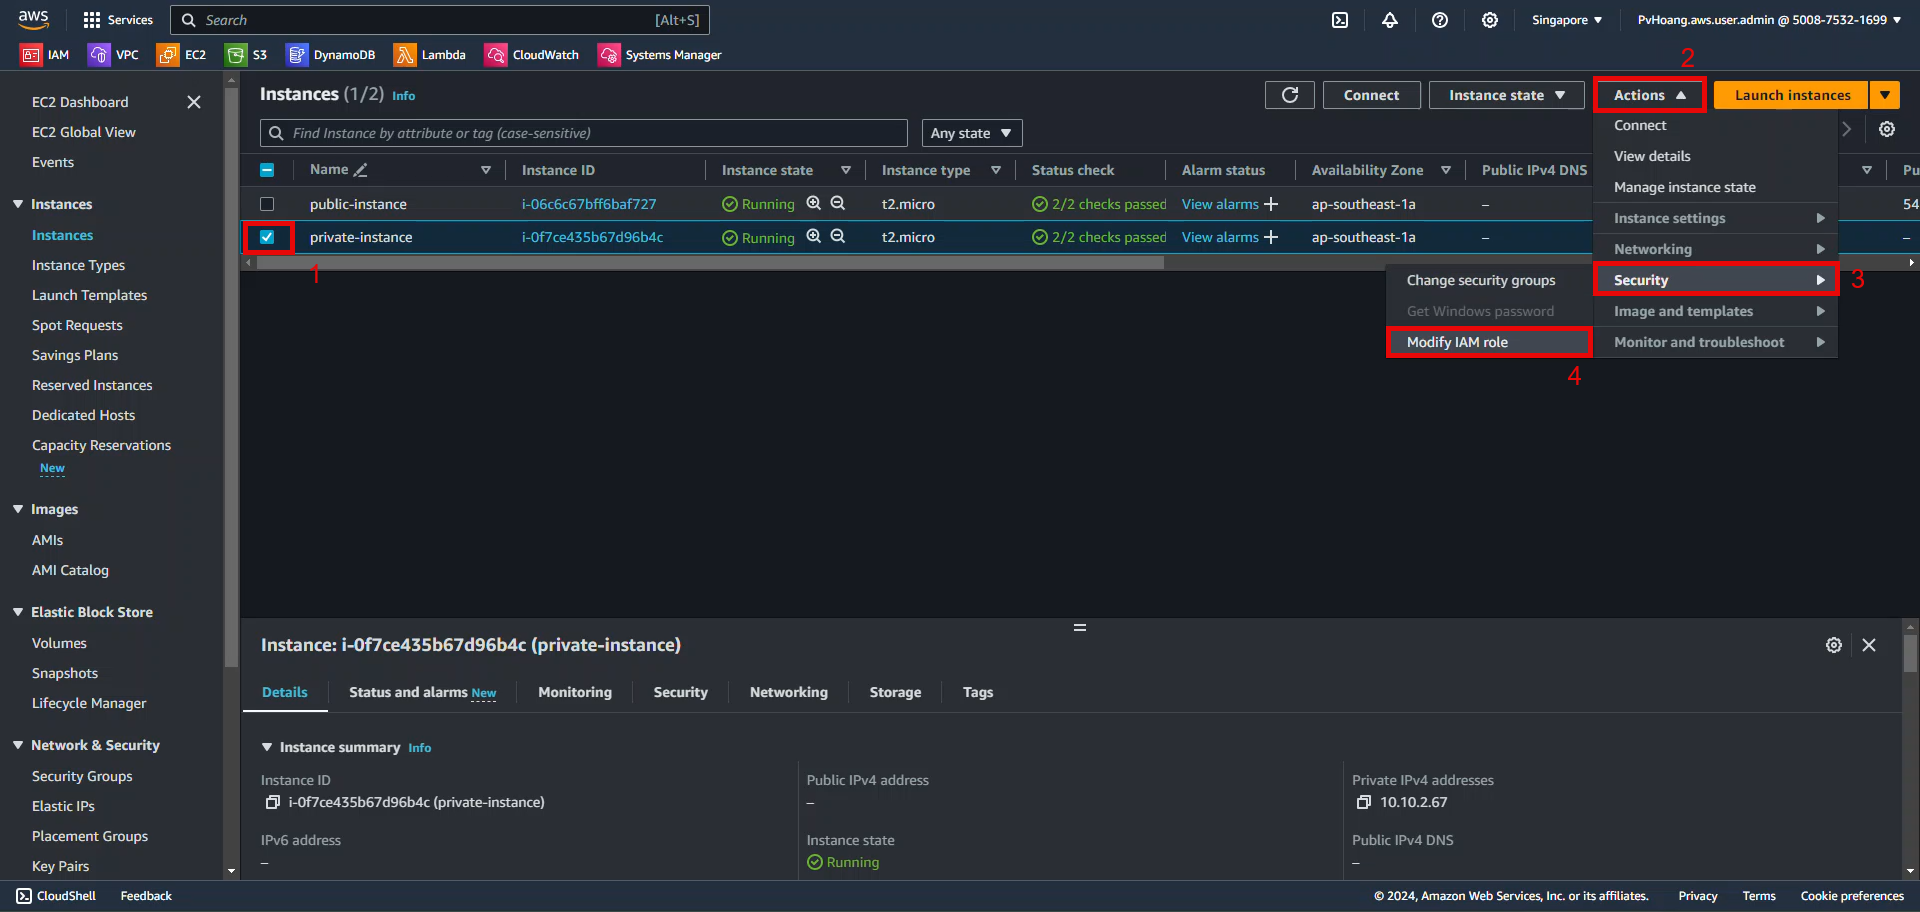 aws Services Search [Alt+S] Singapore PvHoang.aws.user.admin @ 5008-7532-1699
IAM VPC EC2 S3 DynamoDB Lambda CloudWatch Systems Manager
EC2 Dashboard
EC2 Global View
Events
Instances
Instances
Instance Types
Launch Templates
Spot Requests
Savings Plans
Reserved Instances
Dedicated Hosts
Capacity Reservations
New
Images
AMIs
AMI Catalog
Elastic Block Store
Volumes
Snapshots
Lifecycle Manager
Network & Security
Security Groups
Elastic IPs
Placement Groups
Key Pairs
2
Instances (1/2) Info Connect Instance state Actions Launch instances
Find Instance by attribute or tag (case-sensitive) Any state
Name Instance ID Instance state Instance type Status check Alarm status Availability Zone Public IPv4 DNS Pu
public-instance i-06c6c67bff6baf727 Running t2.micro 2/2 checks passed View alarms + ap-southeast-1a – 54
private-instance i-0f7ce435b67d96b4c Running t2.micro 2/2 checks passed View alarms + ap-southeast-1a – –
1
Connect
View details
Manage instance state
Instance settings
Networking
Security 3
Image and templates
Monitor and troubleshoot
Change security groups
Get Windows password
Modify IAM role
4
Instance: i-0f7ce435b67d96b4c (private-instance)
Details Status and alarms New Monitoring Security Networking Storage Tags
Instance summary Info
Instance ID
i-0f7ce435b67d96b4c (private-instance)
Public IPv4 address
–
Private IPv4 addresses
10.10.2.67
IPv6 address
–
Instance state
Running
Public IPv4 DNS
–
CloudShell Feedback © 2024, Amazon Web Services, Inc. or its affiliates. Privacy Terms Cookie preferences